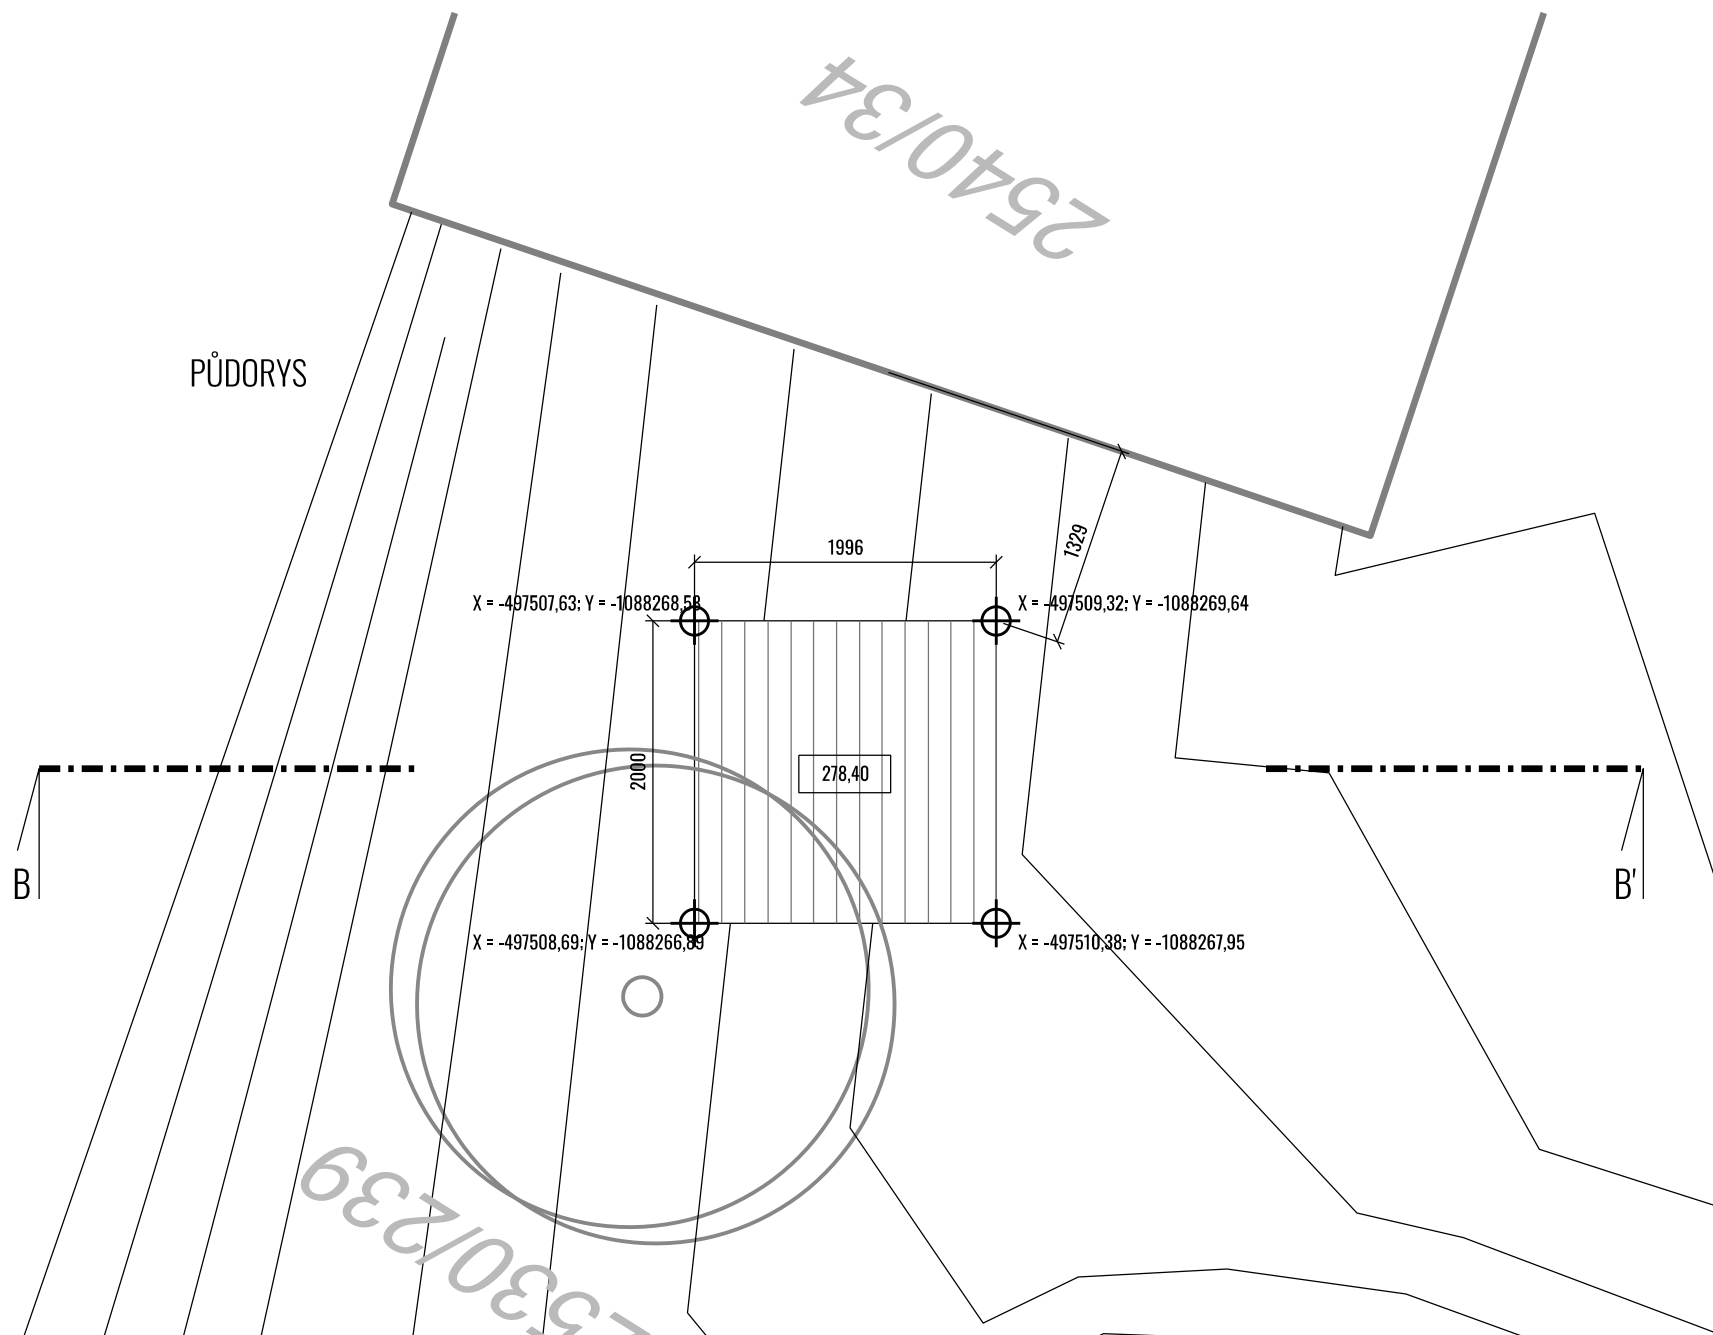 2540/34
PŮDORYS
1996
1329
X = -497507,63; Y = -1088268,58
X = -497509,32; Y = -1088269,64
2000
278,40
B
B'
X = -497508,69; Y = -1088266,89
X = -497510,38; Y = -1088267,95
2530/239